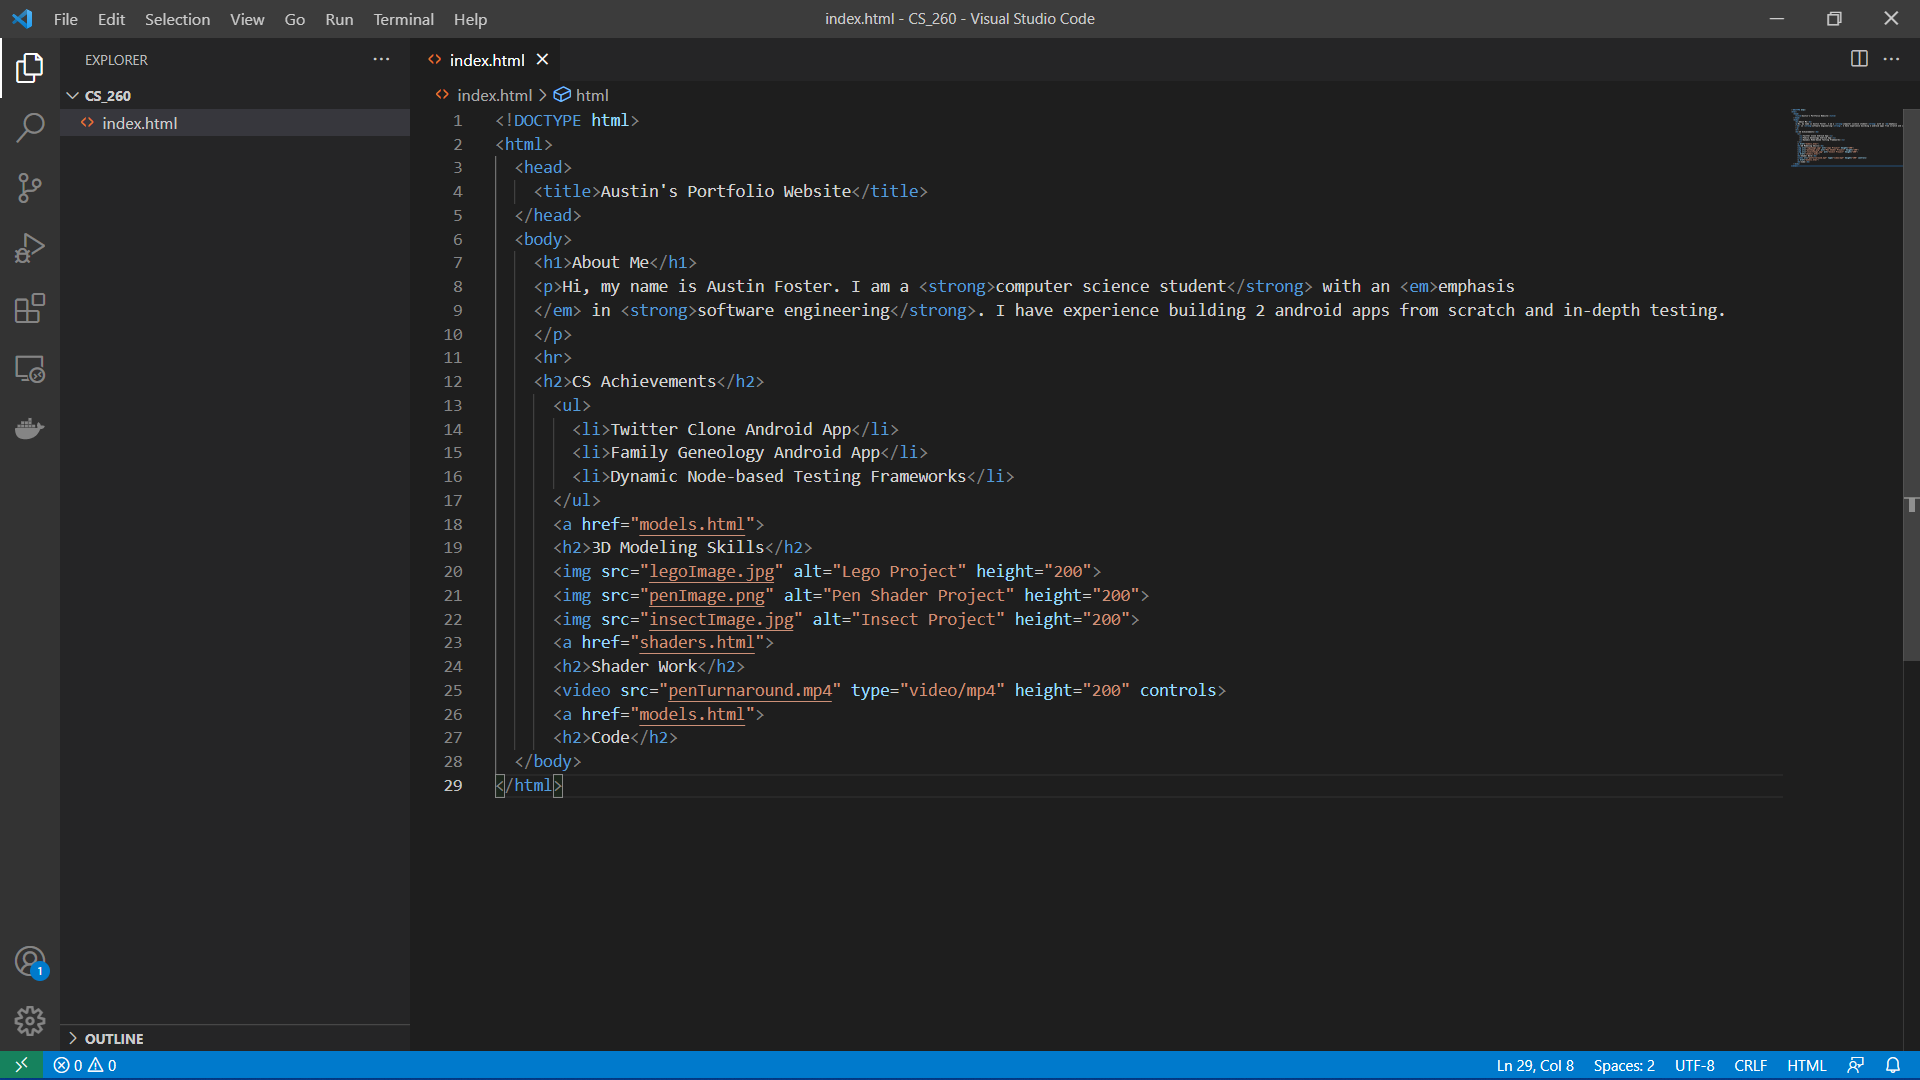 File Edit Selection View Go Run Terminal Help
index.html - CS_260 - Visual Studio Code
EXPLORER
CS_260
index.html
OUTLINE
index.html
index.html > html
1 <!DOCTYPE html>
2 <html>
3 <head>
4 <title>Austin's Portfolio Website</title>
5 </head>
6 <body>
7 <h1>About Me</h1>
8 <p>Hi, my name is Austin Foster. I am a <strong>computer science student</strong> with an <em>emphasis
9 </em> in <strong>software engineering</strong>. I have experience building 2 android apps from scratch and in-depth testing.
10 </p>
11 <hr>
12 <h2>CS Achievements</h2>
13 <ul>
14 <li>Twitter Clone Android App</li>
15 <li>Family Geneology Android App</li>
16 <li>Dynamic Node-based Testing Frameworks</li>
17 </ul>
18 <a href="models.html">
19 <h2>3D Modeling Skills</h2>
20 <img src="legoImage.jpg" alt="Lego Project" height="200">
21 <img src="penImage.png" alt="Pen Shader Project" height="200">
22 <img src="insectImage.jpg" alt="Insect Project" height="200">
23 <a href="shaders.html">
24 <h2>Shader Work</h2>
25 <video src="penTurnaround.mp4" type="video/mp4" height="200" controls>
26 <a href="models.html">
27 <h2>Code</h2>
28 </body>
29 </html>
1
0 0
Ln 29, Col 8 Spaces: 2 UTF-8 CRLF HTML